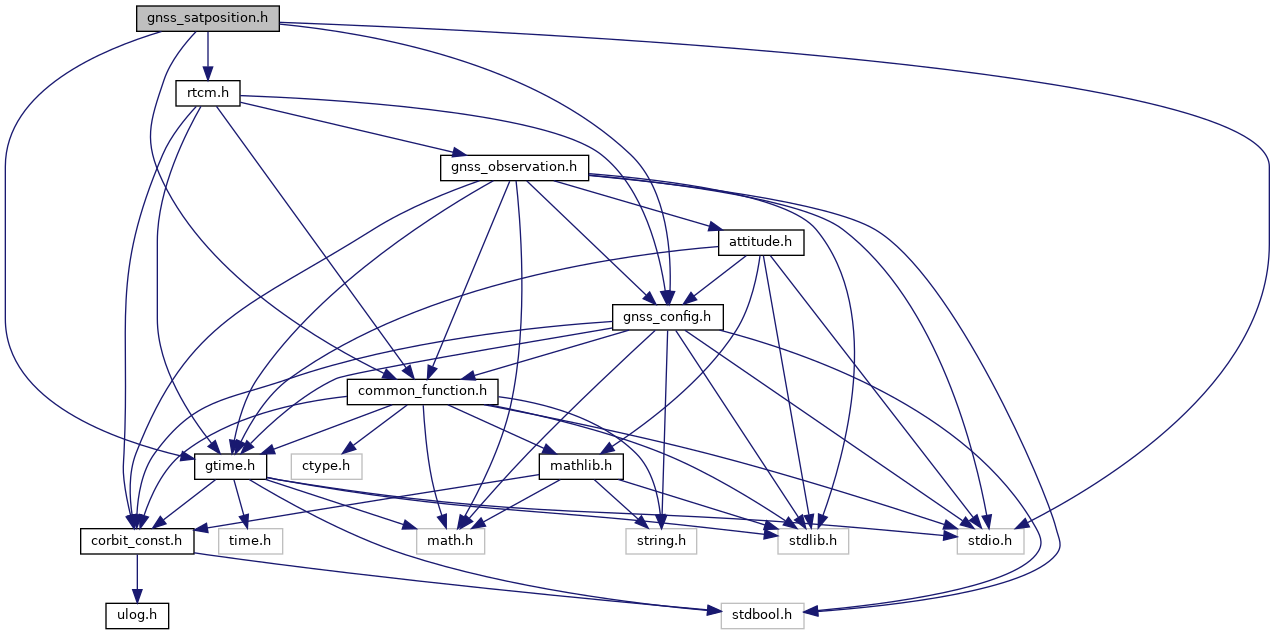 gnss_satposition.h
rtcm.h
gnss_observation.h
attitude.h
gnss_config.h
common_function.h
gtime.h
ctype.h
mathlib.h
corbit_const.h
time.h
math.h
string.h
stdlib.h
stdio.h
ulog.h
stdbool.h